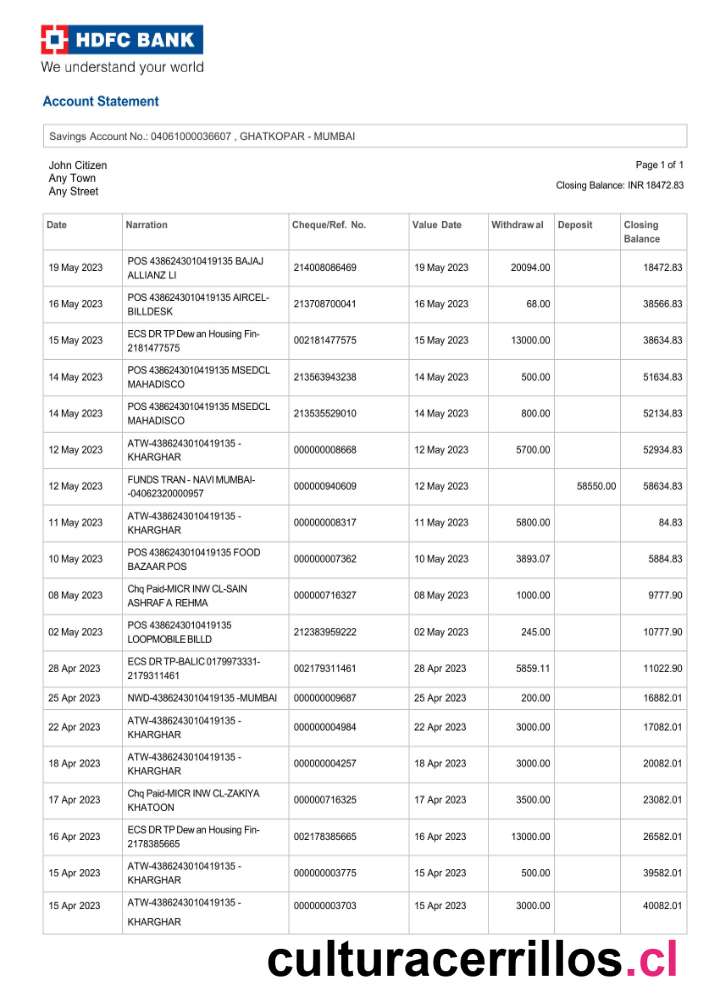 HDFC BANK
We understand your world
Account Statement
Savings Account No.: 04061000036607 , GHATKOPAR - MUMBAI
John Citizen
Any Town
Any Street
Page 1 of 1
Closing Balance: INR 18472.83
Date Narration Cheque/Ref. No. Value Date Withdrawal Deposit Closing
Balance
19 May 2023 POS 4386243010419135 BAJAJ
ALLIANZ LI 214008086469 19 May 2023 20094.00 18472.83
16 May 2023 POS 4386243010419135 AIRCEL-
BILLDESK 213708700041 16 May 2023 68.00 38566.83
15 May 2023 ECS DR TP Dewan Housing Fin-
2181477575 002181477575 15 May 2023 13000.00 38634.83
14 May 2023 POS 4386243010419135 MSEDCL
MAHADISCO 213563943238 14 May 2023 500.00 51634.83
14 May 2023 POS 4386243010419135 MSEDCL
MAHADISCO 213535529010 14 May 2023 800.00 52134.83
12 May 2023 ATW-4386243010419135 -
KHARGHAR 000000008668 12 May 2023 5700.00 52934.83
12 May 2023 FUNDS TRAN - NAVI MUMBAI-
-04062320000957 000000940609 12 May 2023 58550.00 58634.83
11 May 2023 ATW-4386243010419135 -
KHARGHAR 000000008317 11 May 2023 5800.00 84.83
10 May 2023 POS 4386243010419135 FOOD
BAZAAR POS 000000007362 10 May 2023 3893.07 5884.83
08 May 2023 Chq Paid-MICR INW CL-SAIN
ASHRAF A REHMA 000000716327 08 May 2023 1000.00 9777.90
02 May 2023 POS 4386243010419135
LOOPMOBILE BILLD 212383959222 02 May 2023 245.00 10777.90
28 Apr 2023 ECS DR TP-BALIC 0179973331-
2179311461 002179311461 28 Apr 2023 5859.11 11022.90
25 Apr 2023 NWD-4386243010419135 -MUMBAI 000000009687 25 Apr 2023 200.00 16882.01
22 Apr 2023 ATW-4386243010419135 -
KHARGHAR 000000004984 22 Apr 2023 3000.00 17082.01
18 Apr 2023 ATW-4386243010419135 -
KHARGHAR 000000004257 18 Apr 2023 3000.00 20082.01
17 Apr 2023 Chq Paid-MICR INW CL-ZAKIYA
KHATOON 000000716325 17 Apr 2023 3500.00 23082.01
16 Apr 2023 ECS DR TP Dewan Housing Fin-
2178385665 002178385665 16 Apr 2023 13000.00 26582.01
15 Apr 2023 ATW-4386243010419135 -
KHARGHAR 000000003775 15 Apr 2023 500.00 39582.01
15 Apr 2023 ATW-4386243010419135 -
KHARGHAR 000000003703 15 Apr 2023 3000.00 40082.01
culturacerrillos.cl